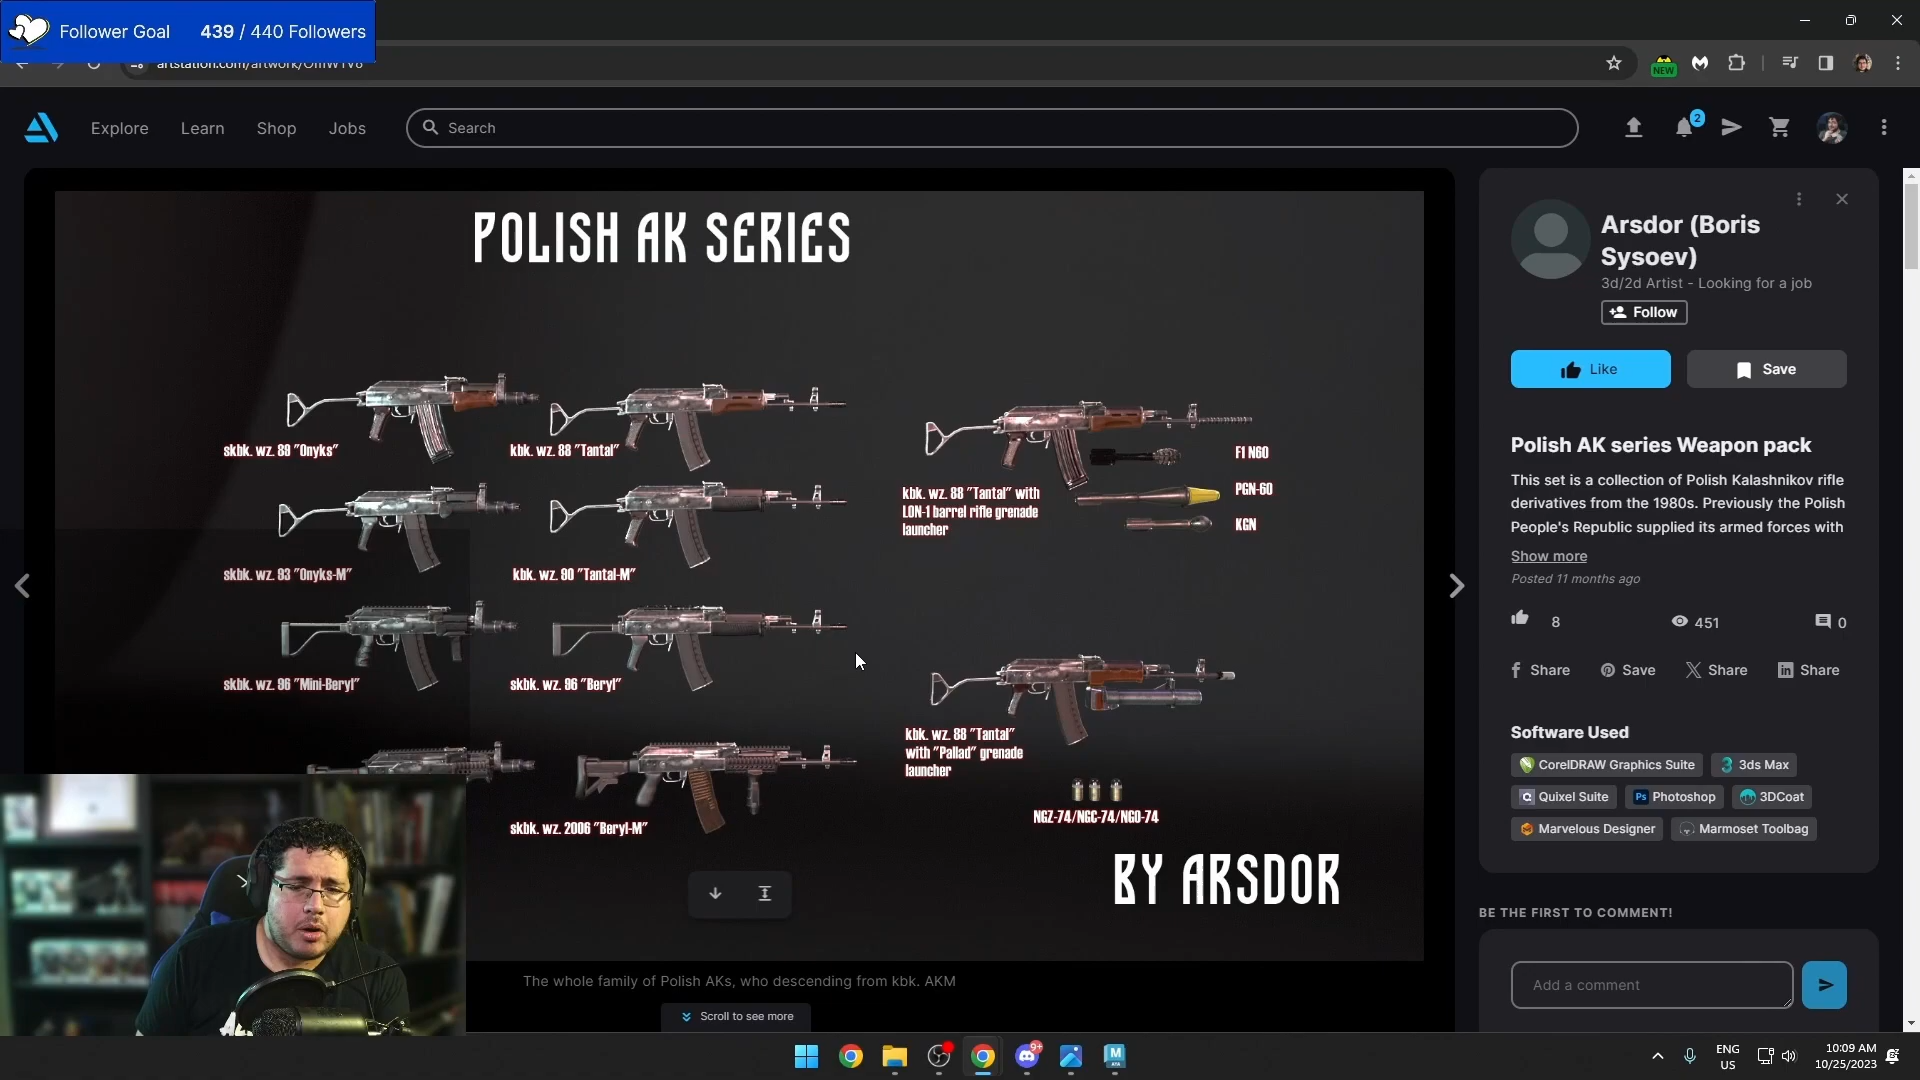 Follower Goal 439 / 440 Followers
artstation.com/artwork/
NEW
Explore Learn Shop Jobs Search
2
POLISH AK SERIES
skbk. wz. 89 "Onyks"
kbk. wz. 88 "Tantal"
kbk. wz. 88 "Tantal" with
LON-1 barrel rifle grenade
launcher
F1 N60
PGN-60
KGN
skbk. wz. 93 "Onyks-M"
kbk. wz. 90 "Tantal-M"
skbk. wz. 96 "Mini-Beryl"
skbk. wz. 96 "Beryl"
kbk. wz. 88 "Tantal"
with "Pallad" grenade
launcher
skbk. wz. 2006 "Beryl-M"
NGZ-74/NGC-74/NGO-74
BY ARSDOR
The whole family of Polish AKs, who descending from kbk. AKM
Scroll to see more
Arsdor (Boris
Sysoev)
3d/2d Artist - Looking for a job
Follow
Like
Save
Polish AK series Weapon pack
This set is a collection of Polish Kalashnikov rifle
derivatives from the 1980s. Previously the Polish
People's Republic supplied its armed forces with
Show more
Posted 11 months ago
8 451 0
Share Save Share Share
Software Used
CorelDRAW Graphics Suite 3ds Max
Quixel Suite Ps Photoshop 3DCoat
Marvelous Designer Marmoset Toolbag
BE THE FIRST TO COMMENT!
Add a comment
9+
M
ENG
US
10:09 AM
10/25/2023